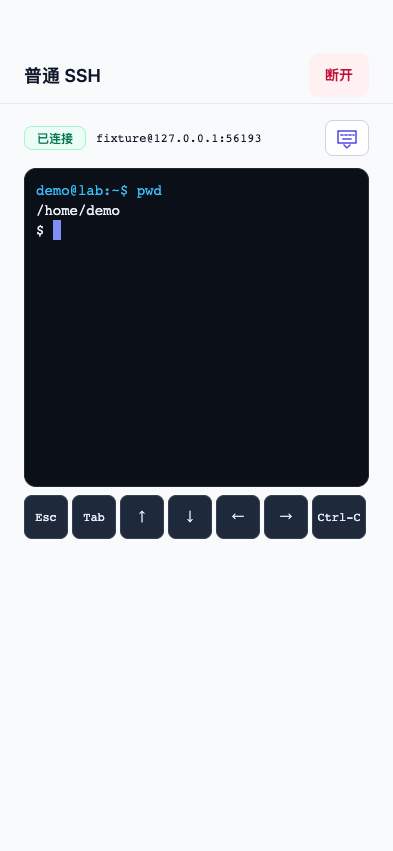 普通 SSH
断开
已连接
fixture@127.0.0.1:56193
demo@lab:~$ pwd
/home/demo
$
Esc Tab ↑ ↓ ← → Ctrl-C